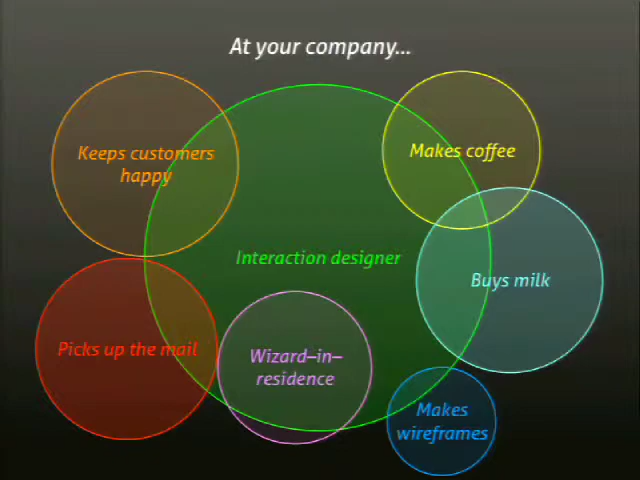 At your company...
Keeps customers
happy
Makes coffee
Interaction designer
Buys milk
Picks up the mail
Wizard–in–
residence
Makes
wireframes